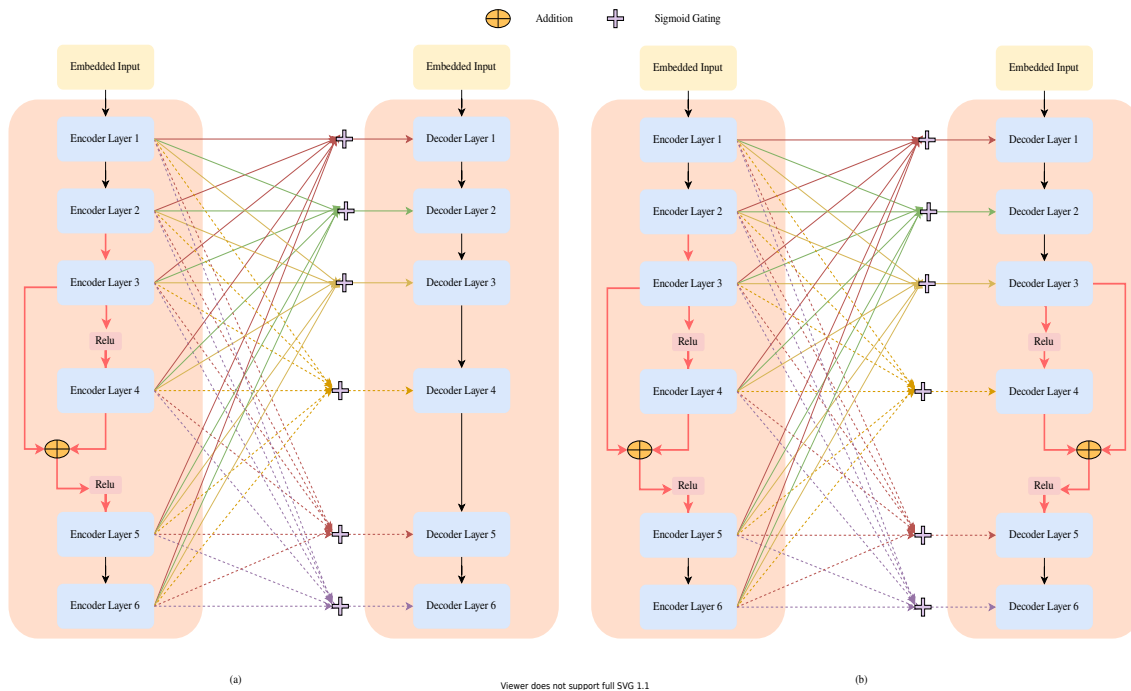 Addition
Sigmoid Gating
Embedded Input
Encoder Layer 1
Encoder Layer 2
Encoder Layer 3
Relu
Encoder Layer 4
Relu
Encoder Layer 5
Encoder Layer 6
Embedded Input
Decoder Layer 1
Decoder Layer 2
Decoder Layer 3
Decoder Layer 4
Decoder Layer 5
Decoder Layer 6
(a)
Embedded Input
Encoder Layer 1
Encoder Layer 2
Encoder Layer 3
Relu
Encoder Layer 4
Relu
Encoder Layer 5
Encoder Layer 6
Embedded Input
Decoder Layer 1
Decoder Layer 2
Decoder Layer 3
Relu
Decoder Layer 4
Relu
Decoder Layer 5
Decoder Layer 6
(b)
Viewer does not support full SVG 1.1